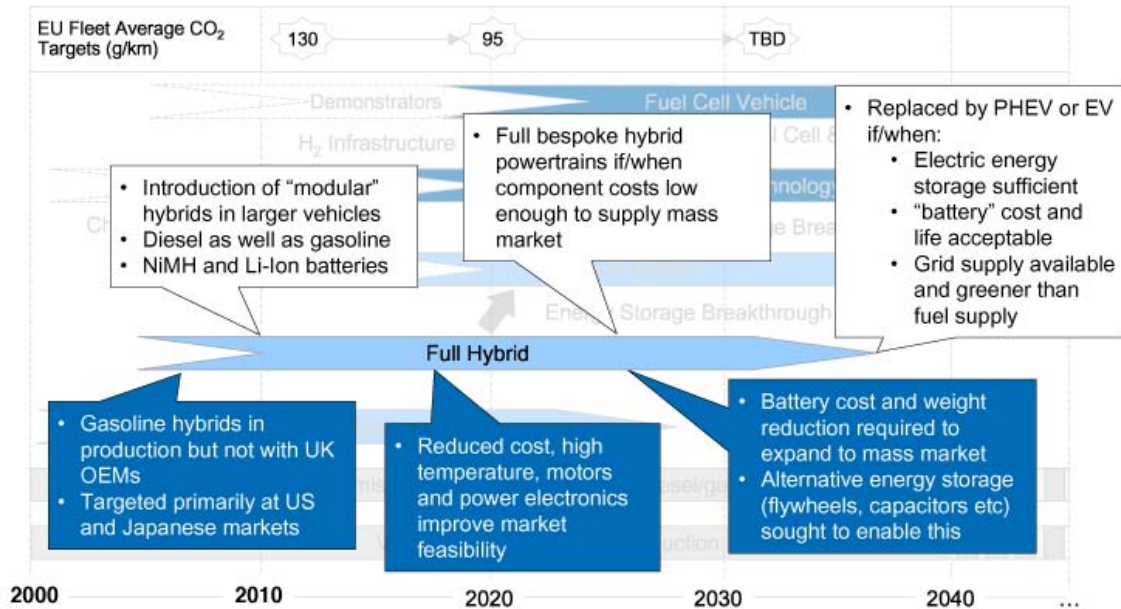 EU Fleet Average CO₂
Targets (g/km)
130
95
TBD
Demonstrators
Fuel Cell Vehicle
H₂ Infrastructure
Cell &
• Introduction of “modular”
hybrids in larger vehicles
• Diesel as well as gasoline
• NiMH and Li-Ion batteries
• Full bespoke hybrid
powertrains if/when
component costs low
enough to supply mass
market
• Replaced by PHEV or EV
if/when:
• Electric energy
storage sufficient
• “battery” cost and
life acceptable
• Grid supply available
and greener than
fuel supply
Energy Storage Breakthrough
Full Hybrid
• Gasoline hybrids in
production but not with UK
OEMs
• Targeted primarily at US
and Japanese markets
• Reduced cost, high
temperature, motors
and power electronics
improve market
feasibility
• Battery cost and weight
reduction required to
expand to mass market
• Alternative energy storage
(flywheels, capacitors etc)
sought to enable this
2000
2010
2020
2030
2040
...